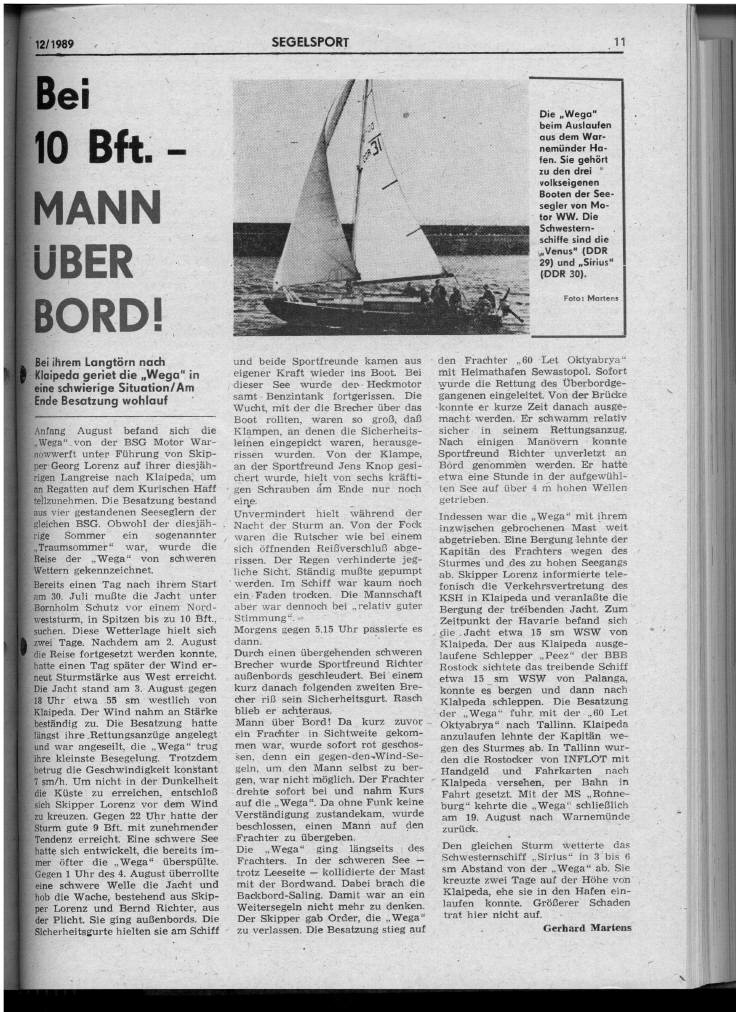 12/1989
SEGELSPORT
11
Bei
10 Bft. –
MANN
ÜBER
BORD!
Bei ihrem Langtörn nach
Klaipeda geriet die „Wega" in
eine schwierige Situation/Am
Ende Besatzung wohlauf
DDR
31
Die „Wega"
beim Auslaufen
aus dem War-
nemünder Ha-
fen. Sie gehört
zu den drei
volkseigenen
Booten der See-
segler von Mo-
tor WW. Die
Schwestern-
schiffe sind die
„Venus" (DDR
29) und „Sirius"
(DDR 30).
Foto: Martens
Anfang August befand sich die
„Wega" von der BSG Motor War-
nowwerft unter Führung von Skip-
per Georg Lorenz auf ihrer diesjäh-
rigen Langreise nach Klaipeda, um
an Regatten auf dem Kurischen Haff
teilzunehmen. Die Besatzung bestand
aus vier gestandenen Seeseglern der
gleichen BSG. Obwohl der diesjäh-
rige Sommer ein sogenannter
„Traumsommer" war, wurde die
Reise der „Wega" von schweren
Wettern gekennzeichnet.
Bereits einen Tag nach ihrem Start
am 30. Juli mußte die Jacht unter
Bornholm Schutz vor einem Nord-
weststurm, in Spitzen bis zu 10 Bft.,
suchen. Diese Wetterlage hielt sich
zwei Tage. Nachdem am 2. August
die Reise fortgesetzt werden konnte,
hatte einen Tag später der Wind er-
neut Sturmstärke aus West erreicht.
Die Jacht stand am 3. August gegen
18 Uhr etwa 55 sm westlich von
Klaipeda. Der Wind nahm an Stärke
beständig zu. Die Besatzung hatte
längst ihre Rettungsanzüge angelegt
und war angeseilt, die „Wega" trug
ihre kleinste Besegelung. Trotzdem
betrug die Geschwindigkeit konstant
7 sm/h. Um nicht in der Dunkelheit
die Küste zu erreichen, entschloß
sich Skipper Lorenz vor dem Wind
zu kreuzen. Gegen 22 Uhr hatte der
Sturm gute 9 Bft. mit zunehmender
Tendenz erreicht. Eine schwere See
hatte sich entwickelt, die bereits im-
mer öfter die „Wega" überspülte.
Gegen 1 Uhr des 4. August überrollte
eine schwere Welle die Jacht und
hob die Wache, bestehend aus Skip-
per Lorenz und Bernd Richter, aus
der Plicht. Sie ging außenbords. Die
Sicherheitsgurte hielten sie am Schiff
und beide Sportfreunde kamen aus
eigener Kraft wieder ins Boot. Bei
dieser See wurde den Heckmotor
samt Benzintank fortgerissen. Die
Wucht, mit der die Brecher über das
Boot rollten, waren so groß, daß
Klampen, an denen die Sicherheits-
leinen eingepickt waren, herausge-
rissen wurden. Von der Klampe,
an der Sportfreund Jens Knop gesi-
chert wurde, hielt von sechs kräfti-
gen Schrauben am Ende nur noch
eine.
Unvermindert hielt während der
Nacht der Sturm an. Von der Fock
waren die Rutscher wie bei einem
sich öffnenden Reißverschluß abge-
rissen. Der Regen verhinderte jeg-
liche Sicht. Ständig mußte gepumpt
werden. Im Schiff war kaum noch
ein Faden trocken. Die Mannschaft
aber war dennoch bei „relativ guter
Stimmung".
Morgens gegen 5.15 Uhr passierte es
dann.
Durch einen übergehenden schweren
Brecher wurde Sportfreund Richter
außenbords geschleudert. Bei einem
kurz danach folgenden zweiten Bre-
cher riß sein Sicherheitsgurt. Rasch
blieb er achteraus.
Mann über Bord! Da kurz zuvor
ein Frachter in Sichtweite gekom-
men war, wurde sofort rot geschos-
sen, denn ein gegen-den-Wind-Se-
geln, um den Mann selbst zu ber-
gen, war nicht möglich. Der Frachter
drehte sofort bei und nahm Kurs
auf die „Wega". Da ohne Funk keine
Verständigung zustandekam, wurde
beschlossen, einen Mann auf den
Frachter zu übergeben.
Die „Wega" ging längsseits des
Frachters. In der schweren See —
trotz Leeseite — kollidierte der Mast
mit der Bordwand. Dabei brach die
Backbord-Saling. Damit war an ein
Weitersegeln nicht mehr zu denken.
Der Skipper gab Order, die „Wega"
zu verlassen. Die Besatzung stieg auf
den Frachter „60 Let Oktyabrya"
mit Heimathafen Sewastopol. Sofort
wurde die Rettung des Überbordge-
gangenen eingeleitet. Von der Brücke
konnte er kurze Zeit danach ausge-
macht werden. Er schwamm relativ
sicher in seinem Rettungsanzug.
Nach einigen Manövern konnte
Sportfreund Richter unverletzt an
Bord genommen werden. Er hatte
etwa eine Stunde in der aufgewühl-
ten See auf über 4 m hohen Wellen
getrieben.
Indessen war die „Wega" mit ihrem
inzwischen gebrochenen Mast weit
abgetrieben. Eine Bergung lehnte der
Kapitän des Frachters wegen des
Sturmes und des zu hohen Seegangs
ab. Skipper Lorenz informierte tele-
fonisch die Verkehrsvertretung des
KSH in Klaipeda und veranlaßte die
Bergung der treibenden Jacht. Zum
Zeitpunkt der Havarie befand sich
die Jacht etwa 15 sm WSW von
Klaipeda. Der aus Klaipeda ausge-
laufene Schlepper „Peez" der BBB
Rostock sichtete das treibende Schiff
etwa 15 sm WSW von Palanga,
konnte es bergen und dann nach
Klaipeda schleppen. Die Besatzung
der „Wega" fuhr mit der „60 Let
Oktyabrya" nach Tallinn. Klaipeda
anzulaufen lehnte der Kapitän we-
gen des Sturmes ab. In Tallinn wur-
den die Rostocker von INFLOT mit
Handgeld und Fahrkarten nach
Klaipeda versehen, per Bahn in
Fahrt gesetzt. Mit der MS „Ronne-
burg" kehrte die „Wega" schließlich
am 19. August nach Warnemünde
zurück.
Den gleichen Sturm wetterte das
Schwesternschiff „Sirius" in 3 bis 6
sm Abstand von der „Wega" ab. Sie
kreuzte zwei Tage auf der Höhe von
Klaipeda, ehe sie in den Hafen ein-
laufen konnte. Größerer Schaden
trat hier nicht auf.
Gerhard Martens